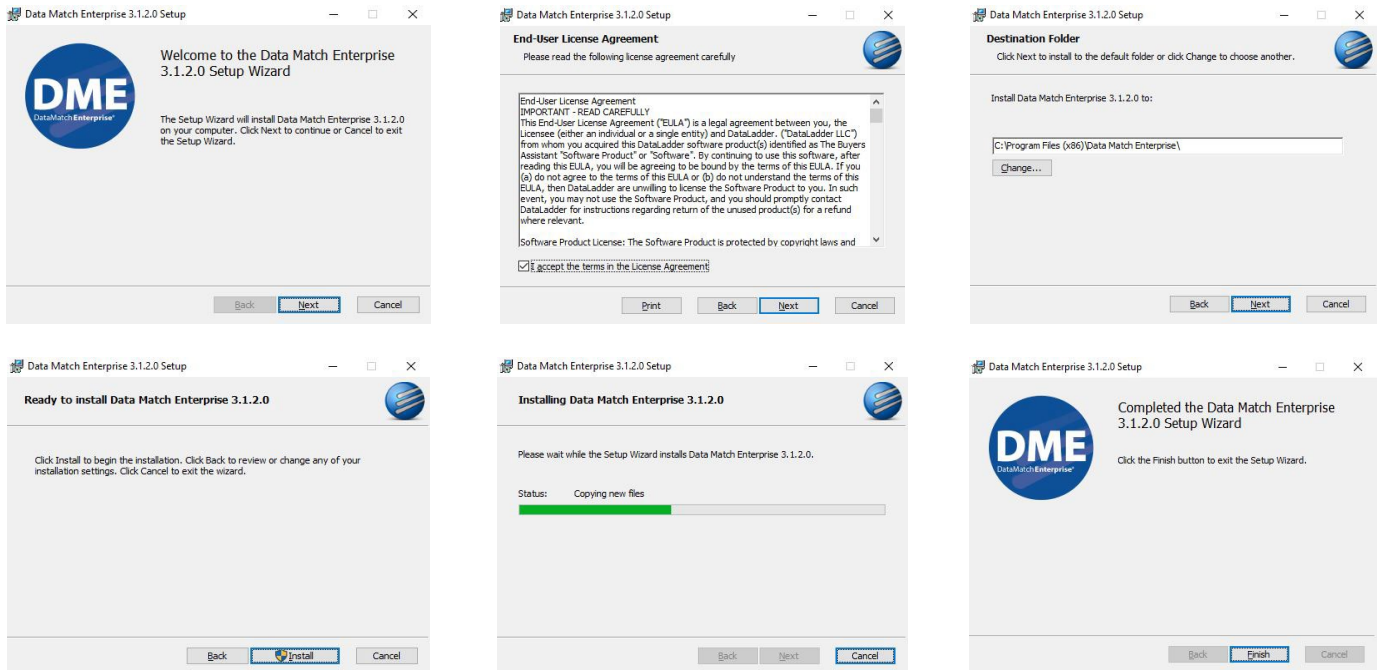 Data Match Enterprise 3.1.2.0 Setup
DME
DataMatch Enterprise®
Welcome to the Data Match Enterprise
3.1.2.0 Setup Wizard
The Setup Wizard will install Data Match Enterprise 3.1.2.0
on your computer. Click Next to continue or Cancel to exit
the Setup Wizard.
Back Next Cancel
Data Match Enterprise 3.1.2.0 Setup
End-User License Agreement
Please read the following license agreement carefully
End-User License Agreement
IMPORTANT - READ CAREFULLY
This End-User License Agreement ("EULA") is a legal agreement between you, the
Licensee (either an individual or a single entity) and DataLadder. ("DataLadder LLC")
from whom you acquired this DataLadder software product(s) identified as The Buyers
Assistant "Software Product" or "Software". By continuing to use this software, after
reading this EULA, you will be agreeing to be bound by the terms of this EULA. If you
(a) do not agree to the terms of this EULA or (b) do not understand the terms of this
EULA, then DataLadder are unwilling to license the Software Product to you. In such
event, you may not use the Software Product, and you should promptly contact
DataLadder for instructions regarding return of the unused product(s) for a refund
where relevant.
Software Product License: The Software Product is protected by copyright laws and
I accept the terms in the License Agreement
Print Back Next Cancel
Data Match Enterprise 3.1.2.0 Setup
Destination Folder
Click Next to install to the default folder or click Change to choose another.
Install Data Match Enterprise 3.1.2.0 to:
C:\Program Files (x86)\Data Match Enterprise\
Change...
Back Next Cancel
Data Match Enterprise 3.1.2.0 Setup
Ready to install Data Match Enterprise 3.1.2.0
Click Install to begin the installation. Click Back to review or change any of your
installation settings. Click Cancel to exit the wizard.
Back Install Cancel
Data Match Enterprise 3.1.2.0 Setup
Installing Data Match Enterprise 3.1.2.0
Please wait while the Setup Wizard installs Data Match Enterprise 3.1.2.0.
Status: Copying new files
Back Next Cancel
Data Match Enterprise 3.1.2.0 Setup
DME
DataMatch Enterprise®
Completed the Data Match Enterprise
3.1.2.0 Setup Wizard
Click the Finish button to exit the Setup Wizard.
Back Finish Cancel